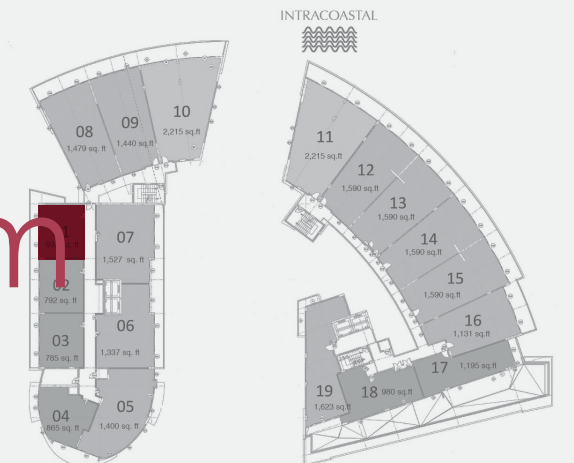 INTRACOASTAL
08
1,479 sq. ft
09
1,440 sq. ft
10
2,215 sq.ft
m
02
792 sq. ft
03
785 sq. ft
04
865 sq. ft
05
1,400 sq. ft
06
1,337 sq. ft
07
1,527 sq. ft
11
2,215 sq.ft
12
1,590 sq.ft
13
1,590 sq.ft
14
1,590 sq.ft
15
1,590 sq.ft
16
1,131 sq.ft
17
1,195 sq.ft
18 980 sq.ft
19
1,623 sq.ft